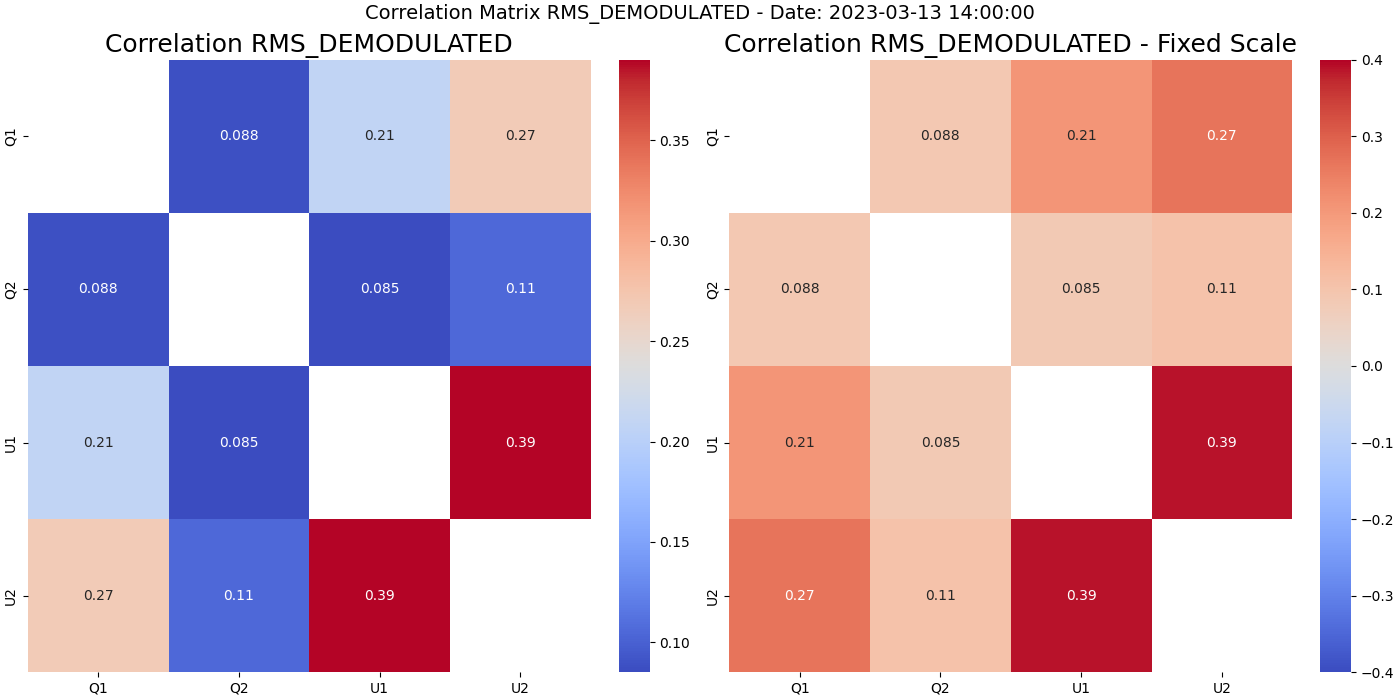 Correlation Matrix RMS_DEMODULATED - Date: 2023-03-13 14:00:00
Correlation RMS_DEMODULATED
Q1
0.088
0.21
0.27
Q2
0.088
0.085
0.11
U1
0.21
0.085
0.39
U2
0.27
0.11
0.39
Q1
Q2
U1
U2
0.35
0.30
0.25
0.20
0.15
0.10
Correlation RMS_DEMODULATED - Fixed Scale
Q1
0.088
0.21
0.27
Q2
0.088
0.085
0.11
U1
0.21
0.085
0.39
U2
0.27
0.11
0.39
Q1
Q2
U1
U2
0.4
0.3
0.2
0.1
0.0
−0.1
−0.2
−0.3
−0.4